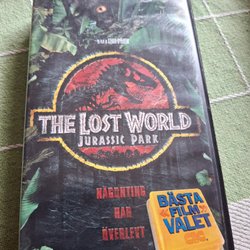 THE LOST WORLD
JURASSIC PARK
NÅGONTING
HAR
ÖVERLEVT
BÄSTA
FILM
VALET